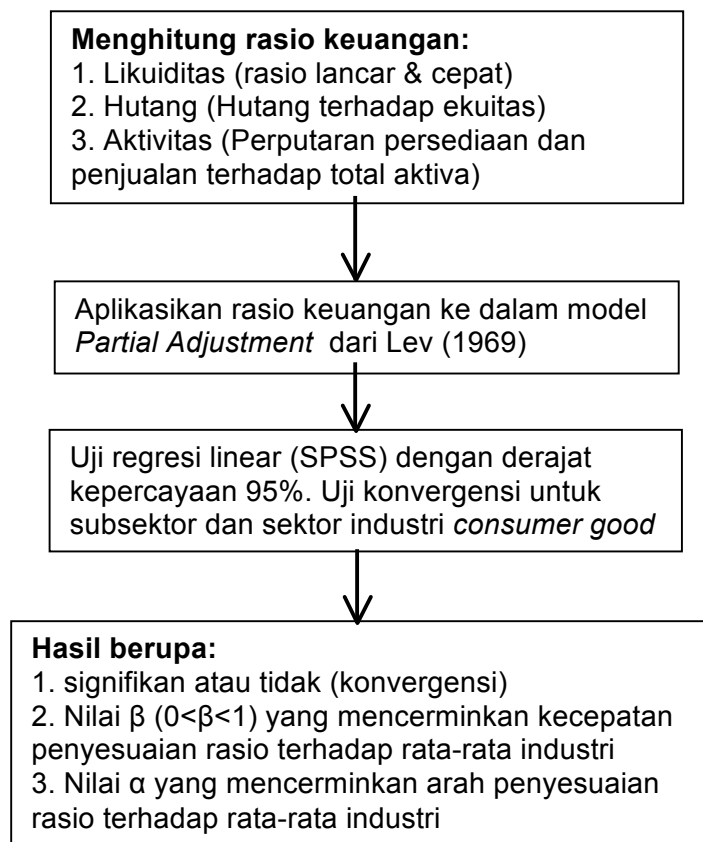 Menghitung rasio keuangan:
1. Likuiditas (rasio lancar & cepat)
2. Hutang (Hutang terhadap ekuitas)
3. Aktivitas (Perputaran persediaan dan
penjualan terhadap total aktiva)
Aplikasikan rasio keuangan ke dalam model
Partial Adjustment dari Lev (1969)
Uji regresi linear (SPSS) dengan derajat
kepercayaan 95%. Uji konvergensi untuk
subsektor dan sektor industri consumer good
Hasil berupa:
1. signifikan atau tidak (konvergensi)
2. Nilai β (0<β<1) yang mencerminkan kecepatan
penyesuaian rasio terhadap rata-rata industri
3. Nilai α yang mencerminkan arah penyesuaian
rasio terhadap rata-rata industri